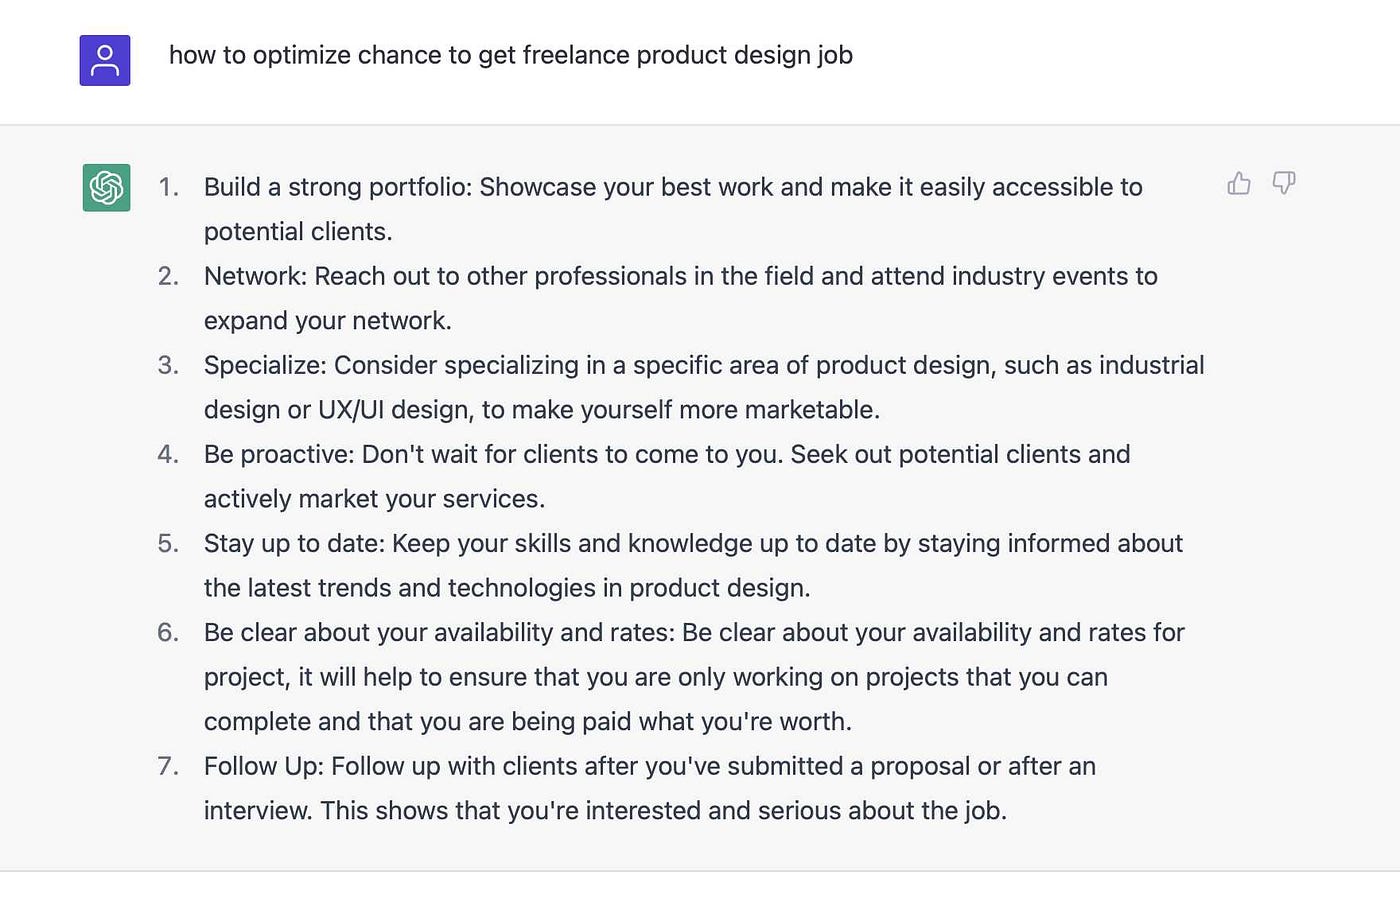 how to optimize chance to get freelance product design job
1. Build a strong portfolio: Showcase your best work and make it easily accessible to
potential clients.
2. Network: Reach out to other professionals in the field and attend industry events to
expand your network.
3. Specialize: Consider specializing in a specific area of product design, such as industrial
design or UX/UI design, to make yourself more marketable.
4. Be proactive: Don't wait for clients to come to you. Seek out potential clients and
actively market your services.
5. Stay up to date: Keep your skills and knowledge up to date by staying informed about
the latest trends and technologies in product design.
6. Be clear about your availability and rates: Be clear about your availability and rates for
project, it will help to ensure that you are only working on projects that you can
complete and that you are being paid what you're worth.
7. Follow Up: Follow up with clients after you've submitted a proposal or after an
interview. This shows that you're interested and serious about the job.